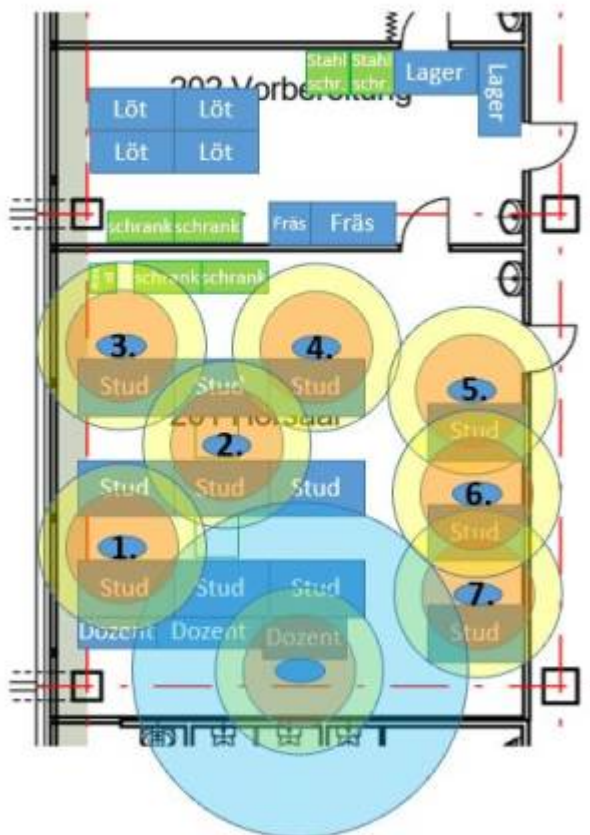 Stahl Stahl
schr. schr.
Lager
Lager
202 Vorbereitung
Löt Löt
Löt Löt
schrank schrank
Fräs Fräs
schrank schrank
3.
4.
Stud Stud Stud
5.
Stud
201 Hörsaal
2.
Stud Stud Stud
6.
Stud
1.
Stud Stud Stud
7.
Stud
Dozent Dozent Dozent